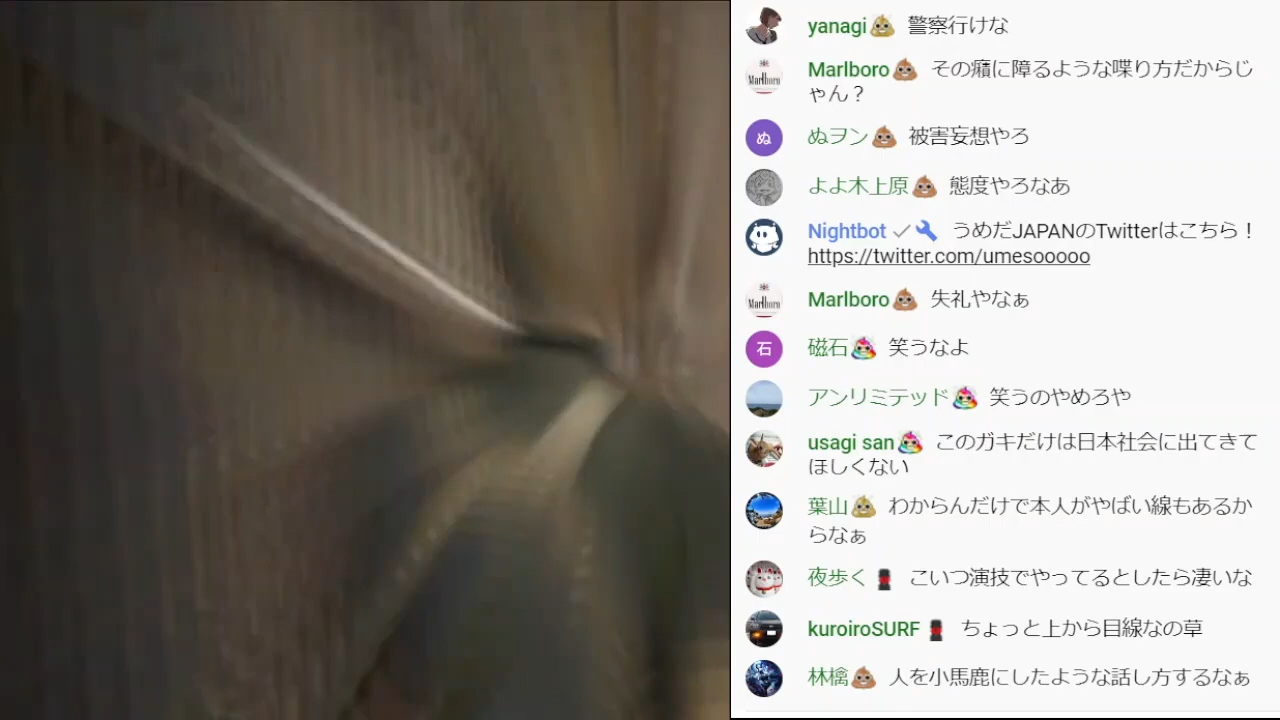 yanagi 警察行けな
Marlboro その癪に障るような喋り方だからじ
ゃん？
ぬ
ぬヲン 被害妄想やろ
よよ木上原 態度やろなあ
Nightbot うめだJAPANのTwitterはこちら！
https://twitter.com/umesooooo
Marlboro 失礼やなぁ
石
磁石 笑うなよ
アンリミテッド 笑うのやめろや
usagi san このガキだけは日本社会に出てきて
ほしくない
葉山 わからんだけで本人がやばい線もあるか
らなぁ
夜歩く こいつ演技でやってるとしたら凄いな
kuroiroSURF ちょっと上から目線なの草
林檎 人を小馬鹿にしたような話し方するなぁ